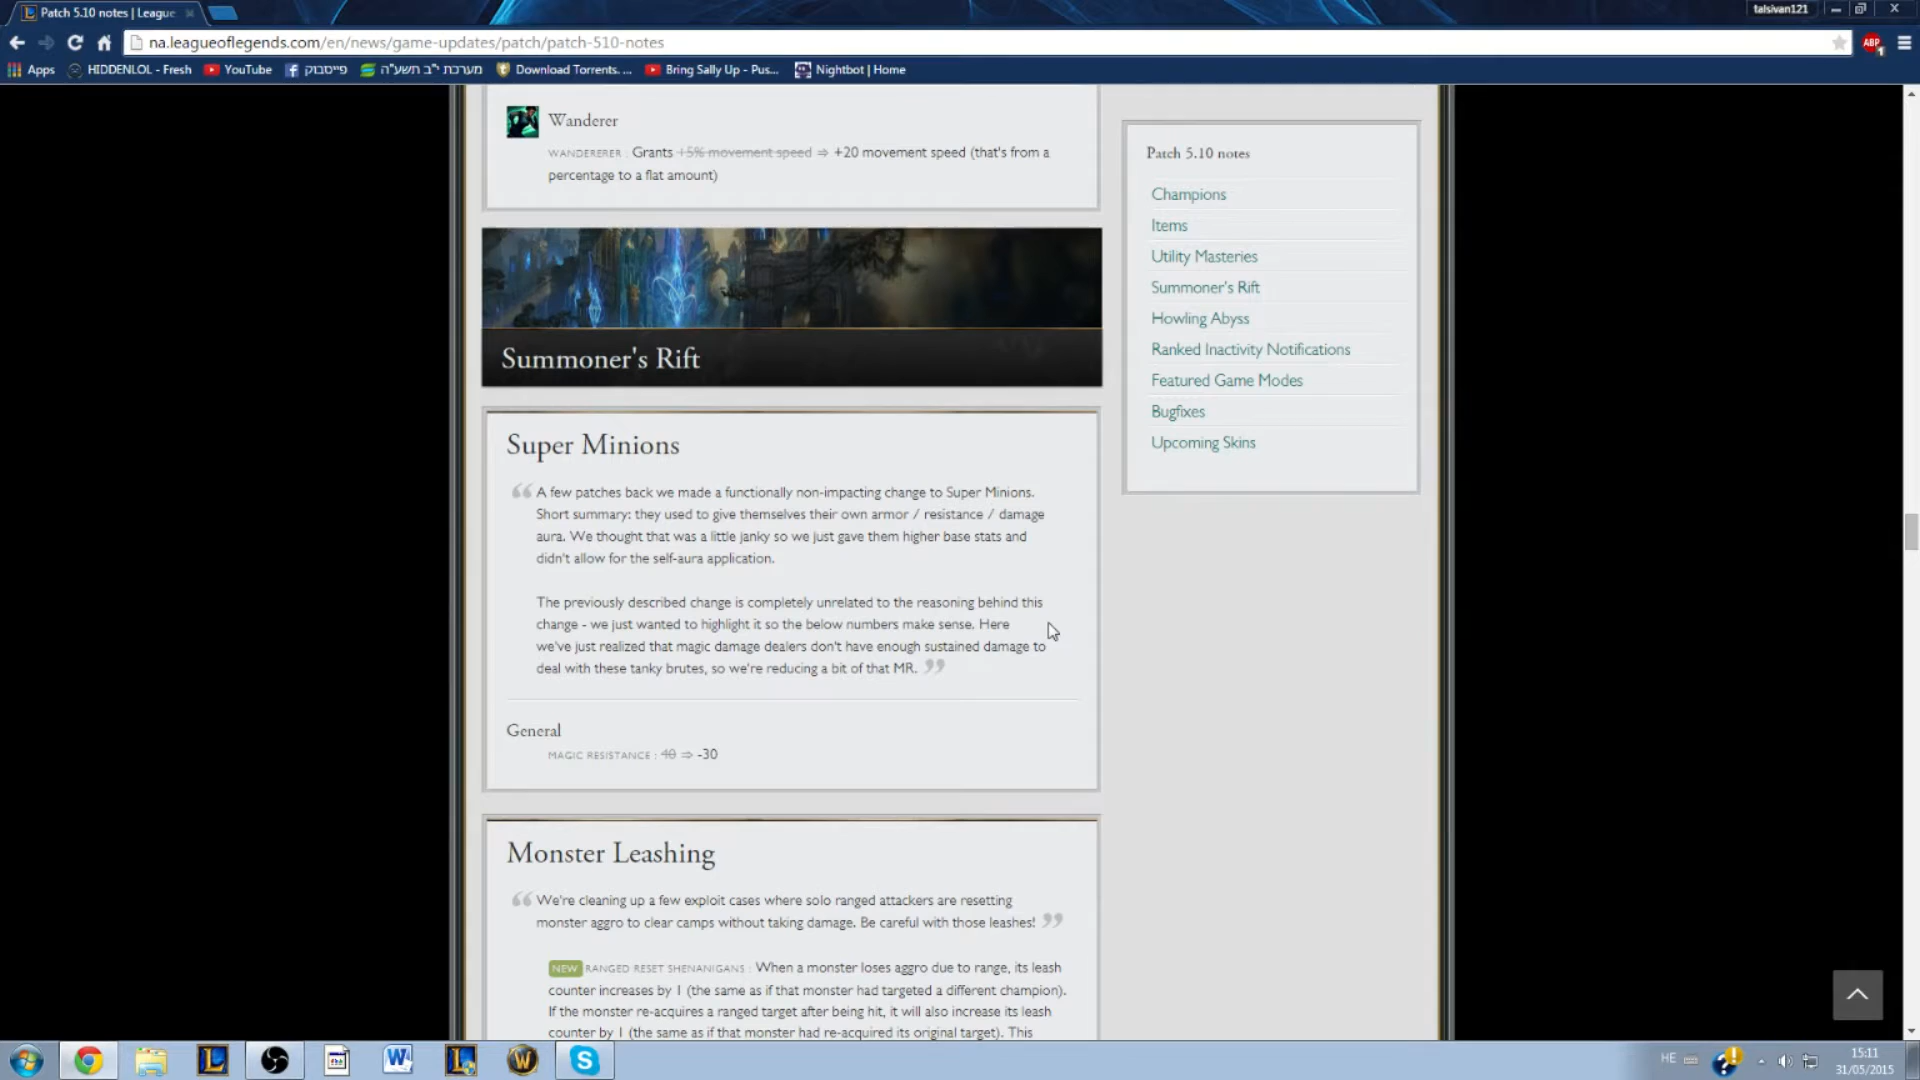 Patch 5.10 notes | League
talsivan121
na.leagueoflegends.com/en/news/game-updates/patch/patch-510-notes
ABP
Apps
HIDDENLOL - Fresh
YouTube
פייסבוק
מערכת י"ב תשע"ה
Download Torrents. ...
Bring Sally Up - Pus...
Nightbot | Home
Wanderer
WANDERERER : Grants +5% movement speed ⇒ +20 movement speed (that's from a
percentage to a flat amount)
Summoner's Rift
Super Minions
A few patches back we made a functionally non-impacting change to Super Minions.
Short summary: they used to give themselves their own armor / resistance / damage
aura. We thought that was a little janky so we just gave them higher base stats and
didn't allow for the self-aura application.
The previously described change is completely unrelated to the reasoning behind this
change - we just wanted to highlight it so the below numbers make sense. Here
we've just realized that magic damage dealers don't have enough sustained damage to
deal with these tanky brutes, so we're reducing a bit of that MR.
General
MAGIC RESISTANCE : 40 ⇒ -30
Monster Leashing
We're cleaning up a few exploit cases where solo ranged attackers are resetting
monster aggro to clear camps without taking damage. Be careful with those leashes!
NEW RANGED RESET SHENANIGANS : When a monster loses aggro due to range, its leash
counter increases by 1 (the same as if that monster had targeted a different champion).
If the monster re-acquires a ranged target after being hit, it will also increase its leash
counter by 1 (the same as if that monster had re-acquired its original target). This
Patch 5.10 notes
Champions
Items
Utility Masteries
Summoner's Rift
Howling Abyss
Ranked Inactivity Notifications
Featured Game Modes
Bugfixes
Upcoming Skins
HE
15:11
31/05/2015